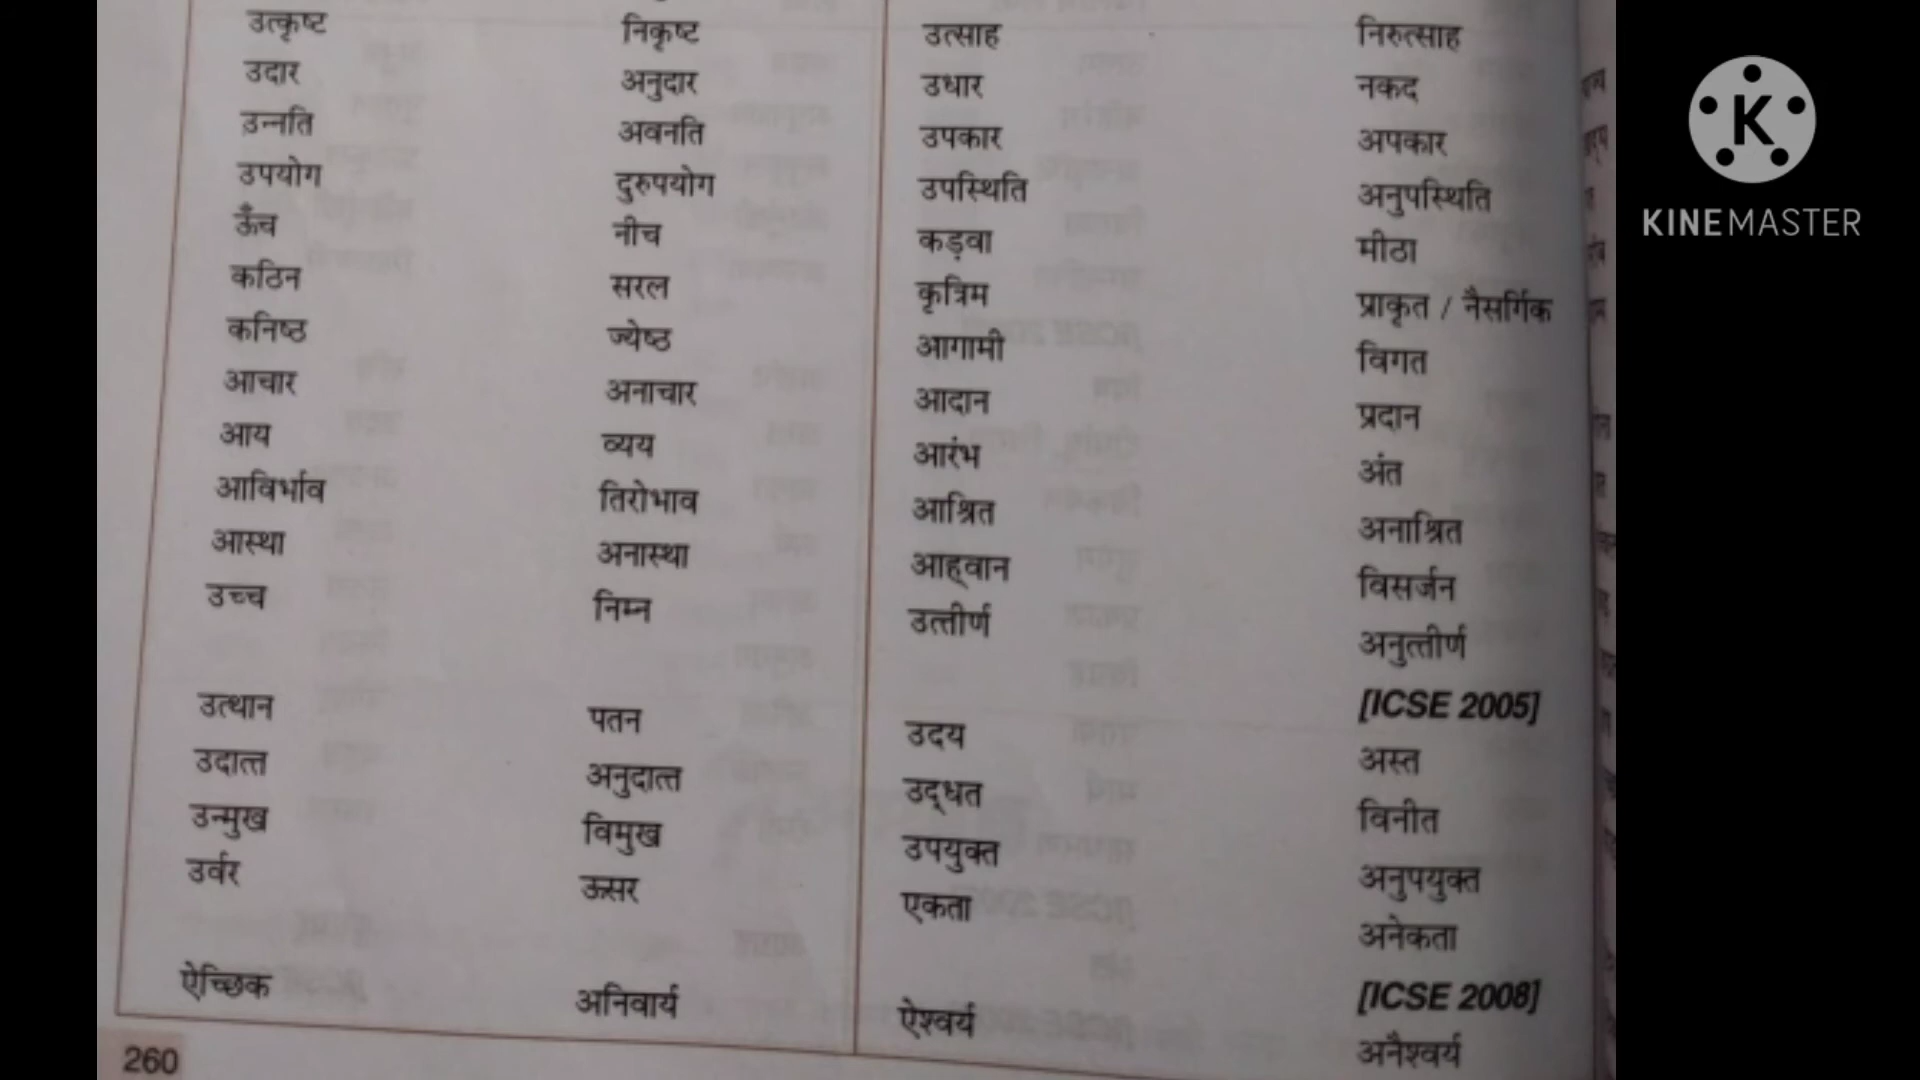 उत्कृष्ट निकृष्ट उत्साह निरुत्साह
उदार अनुदार उधार नकद
उन्नति अवनति उपकार अपकार
उपयोग दुरुपयोग उपस्थिति अनुपस्थिति
ऊँच नीच कड़वा मीठा
कठिन सरल कृत्रिम प्राकृत / नैसर्गिक
कनिष्ठ ज्येष्ठ आगामी विगत
आचार अनाचार आदान प्रदान
आय व्यय आरंभ अंत
आविर्भाव तिरोभाव आश्रित अनाश्रित
आस्था अनास्था आह्‌वान विसर्जन
उच्च निम्न उत्तीर्ण अनुत्तीर्ण
[ICSE 2005]
उत्थान पतन उदय अस्त
उदात्त अनुदात्त उद्‌धत विनीत
उन्मुख विमुख उपयुक्त अनुपयुक्त
उर्वर ऊसर एकता अनेकता
[ICSE 2008]
ऐच्छिक अनिवार्य ऐश्वर्य अनैश्वर्य
260
K
KINEMASTER